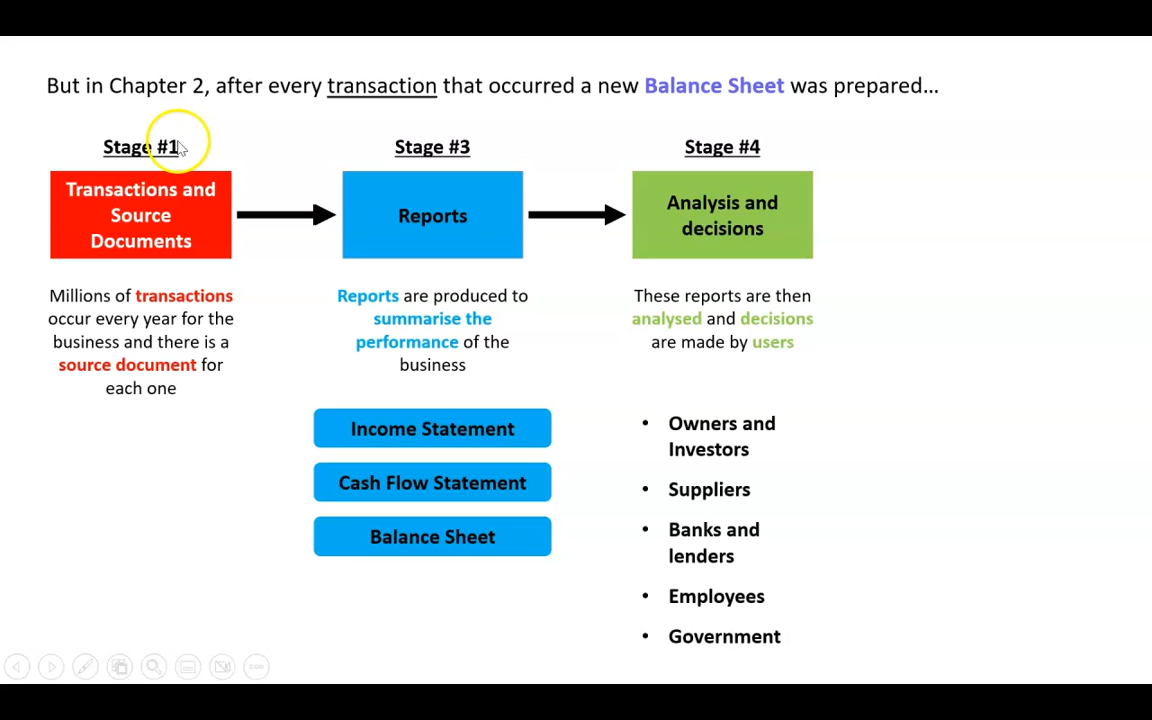 But in Chapter 2, after every transaction that occurred a new Balance Sheet was prepared...
Stage #1
Transactions and
Source
Documents
Millions of transactions
occur every year for the
business and there is a
source document for
each one
Stage #3
Reports
Reports are produced to
summarise the
performance of the
business
Income Statement
Cash Flow Statement
Balance Sheet
Stage #4
Analysis and
decisions
These reports are then
analysed and decisions
are made by users
• Owners and
Investors
• Suppliers
• Banks and
lenders
• Employees
• Government